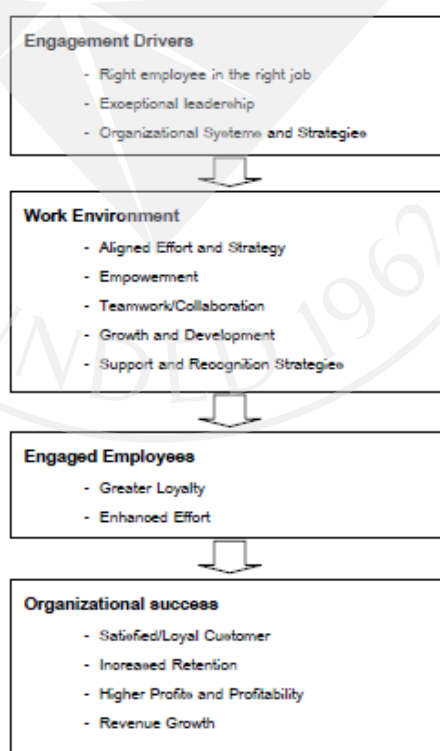 Engagement Drivers
- Right employee in the right job
- Exceptional leadership
- Organizational Systems and Strategies
Work Environment
- Aligned Effort and Strategy
- Empowerment
- Teamwork/Collaboration
- Growth and Development
- Support and Recognition Strategies
Engaged Employees
- Greater Loyalty
- Enhanced Effort
Organizational success
- Satisfied/Loyal Customer
- Increased Retention
- Higher Profits and Profitability
- Revenue Growth